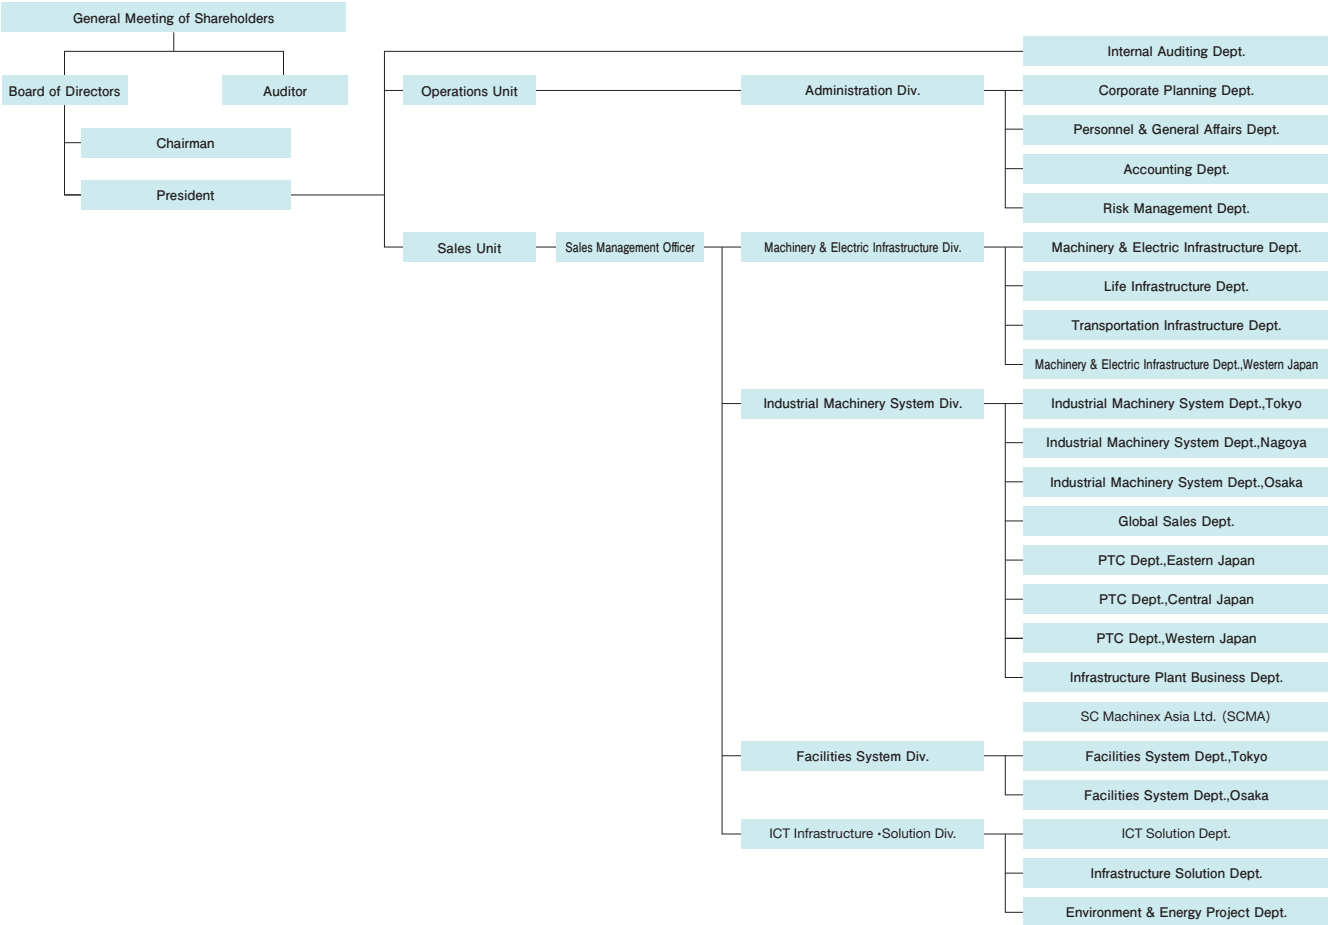 General Meeting of Shareholders
Board of Directors
Auditor
Chairman
President
Internal Auditing Dept.
Operations Unit
Administration Div.
Corporate Planning Dept.
Personnel & General Affairs Dept.
Accounting Dept.
Risk Management Dept.
Sales Unit
Sales Management Officer
Machinery & Electric Infrastructure Div.
Machinery & Electric Infrastructure Dept.
Life Infrastructure Dept.
Transportation Infrastructure Dept.
Machinery & Electric Infrastructure Dept.,Western Japan
Industrial Machinery System Div.
Industrial Machinery System Dept.,Tokyo
Industrial Machinery System Dept.,Nagoya
Industrial Machinery System Dept.,Osaka
Global Sales Dept.
PTC Dept.,Eastern Japan
PTC Dept.,Central Japan
PTC Dept.,Western Japan
Infrastructure Plant Business Dept.
SC Machinex Asia Ltd. (SCMA)
Facilities System Div.
Facilities System Dept.,Tokyo
Facilities System Dept.,Osaka
ICT Infrastructure・Solution Div.
ICT Solution Dept.
Infrastructure Solution Dept.
Environment & Energy Project Dept.